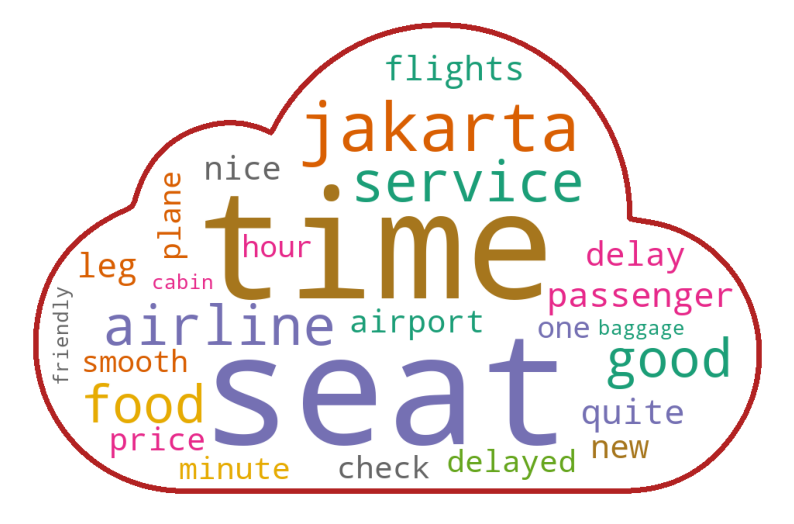 flights
jakarta
nice
service
plane
time
hour
delay
leg
cabin
passenger
friendly
airline
airport
one
baggage
smooth
seat
good
food
quite
price
new
minute
check
delayed